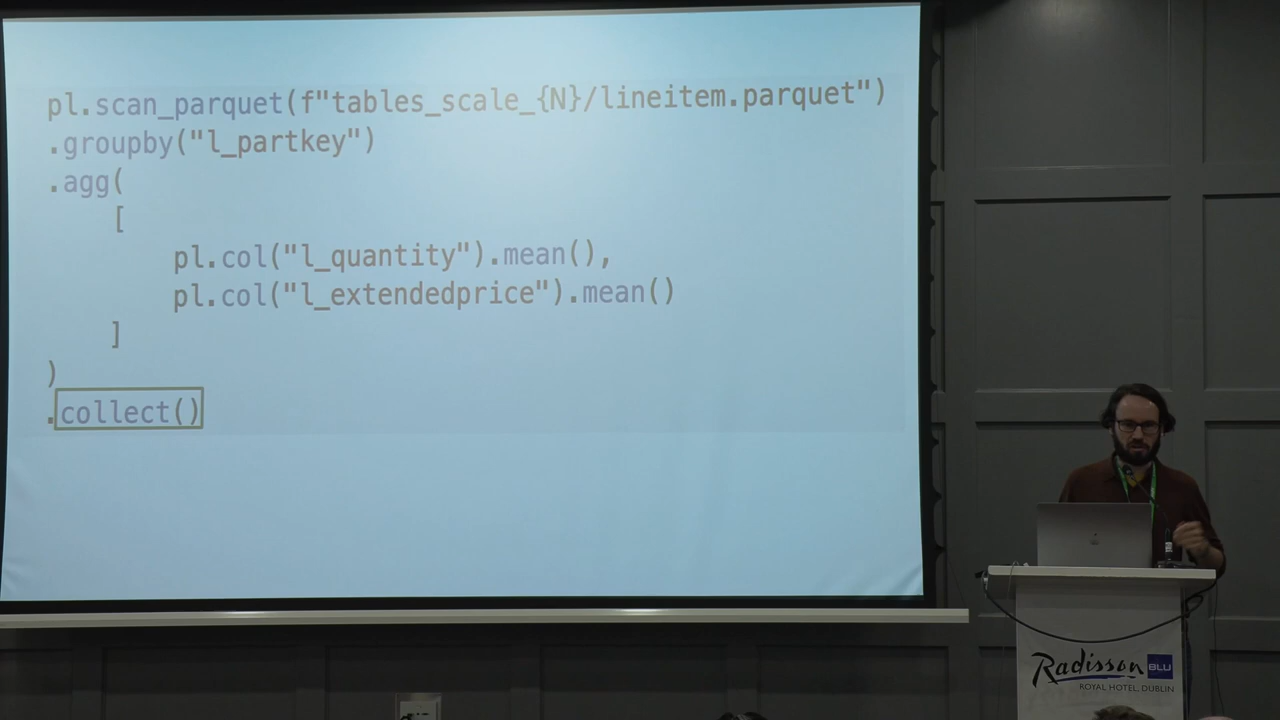 pl.scan_parquet(f"tables_scale_{N}/lineitem.parquet")
.groupby("l_partkey")
.agg(
[
pl.col("l_quantity").mean(),
pl.col("l_extendedprice").mean()
]
)
.collect()
Radisson BLU
ROYAL HOTEL, DUBLIN